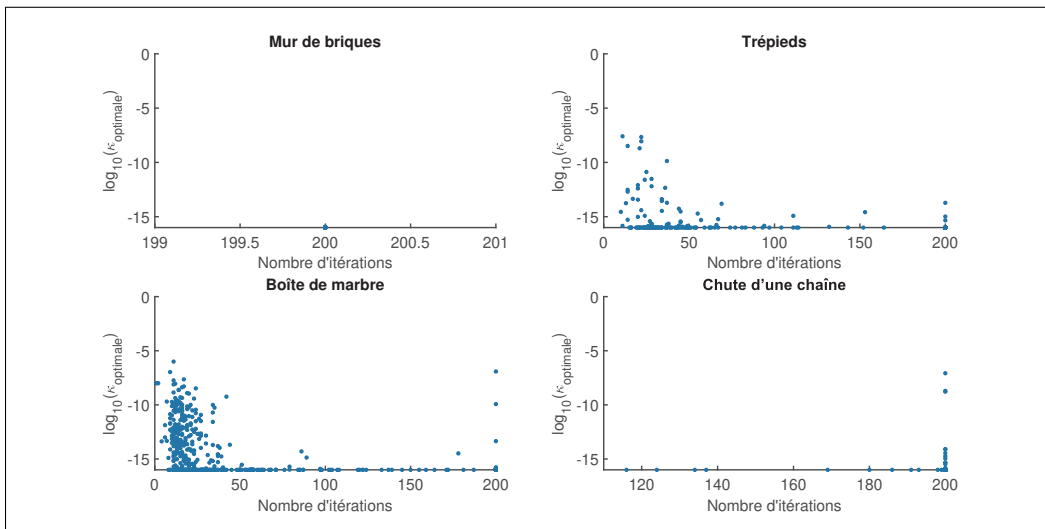 Mur de briques
0
-5
-10
-15
log10(κoptimale)
199 199.5 200 200.5 201
Nombre d'itérations
Trépieds
0
-5
-10
-15
log10(κoptimale)
0 50 100 150 200
Nombre d'itérations
Boîte de marbre
0
-5
-10
-15
log10(κoptimale)
0 50 100 150 200
Nombre d'itérations
Chute d’une chaîne
0
-5
-10
-15
log10(κoptimale)
120 140 160 180 200
Nombre d'itérations